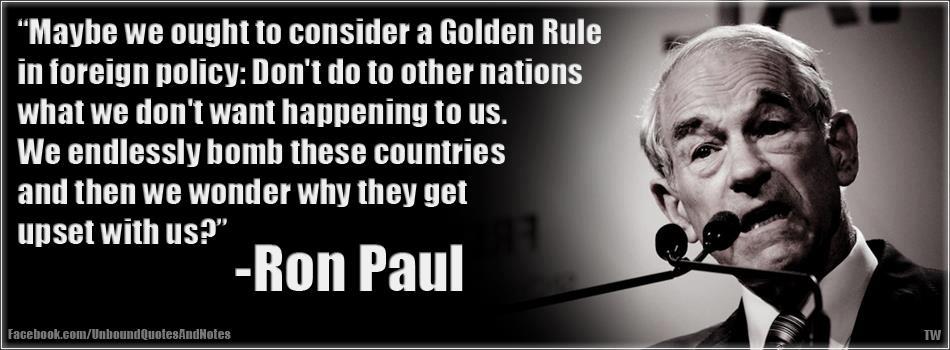 “Maybe we ought to consider a Golden Rule
in foreign policy: Don't do to other nations
what we don't want happening to us.
We endlessly bomb these countries
and then we wonder why they get
upset with us?”
-Ron Paul
Facebook.com/UnboundQuotesAndNotes
TW